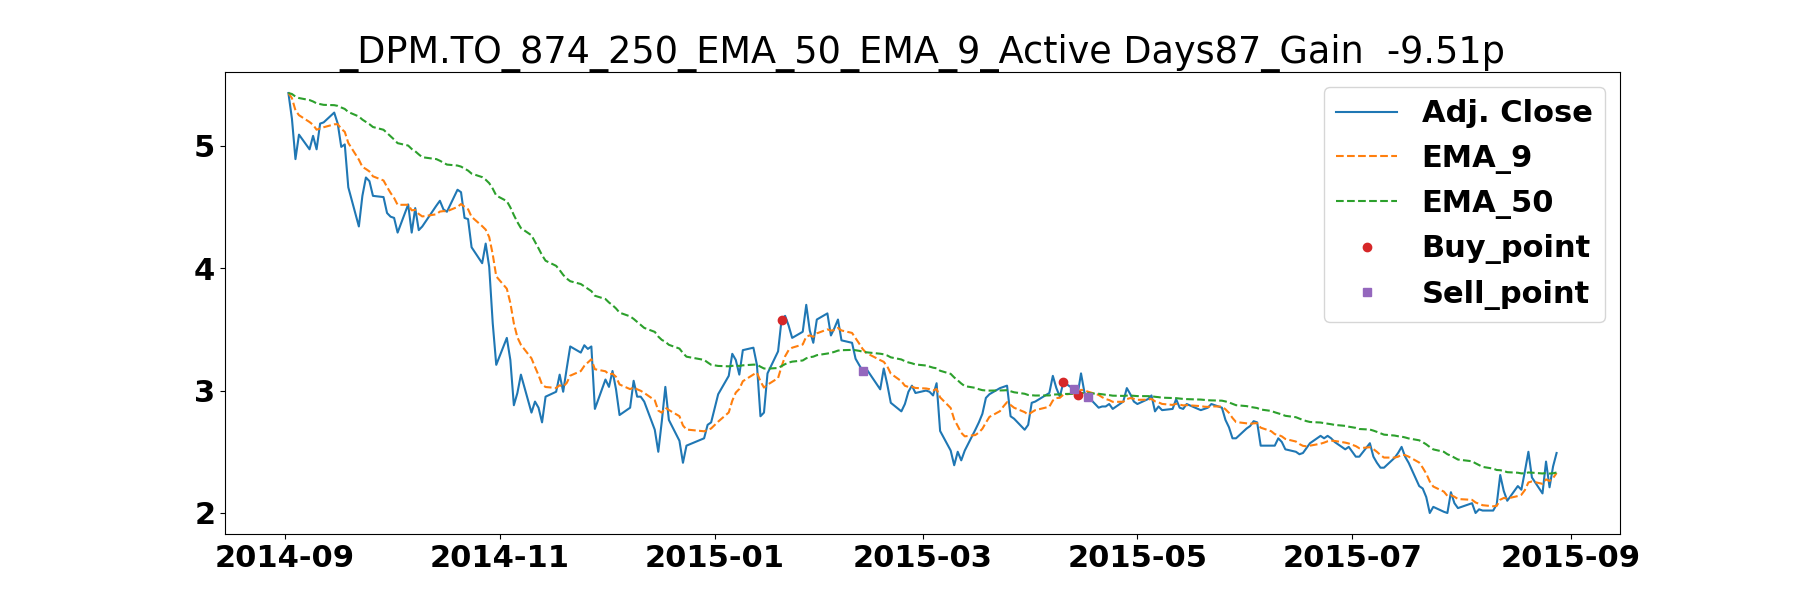 _DPM.TO_874_250_EMA_50_EMA_9_Active Days87_Gain  -9.51p
Adj. Close
EMA_9
EMA_50
Buy_point
Sell_point
5
4
3
2
2014-09 2014-11 2015-01 2015-03 2015-05 2015-07 2015-09